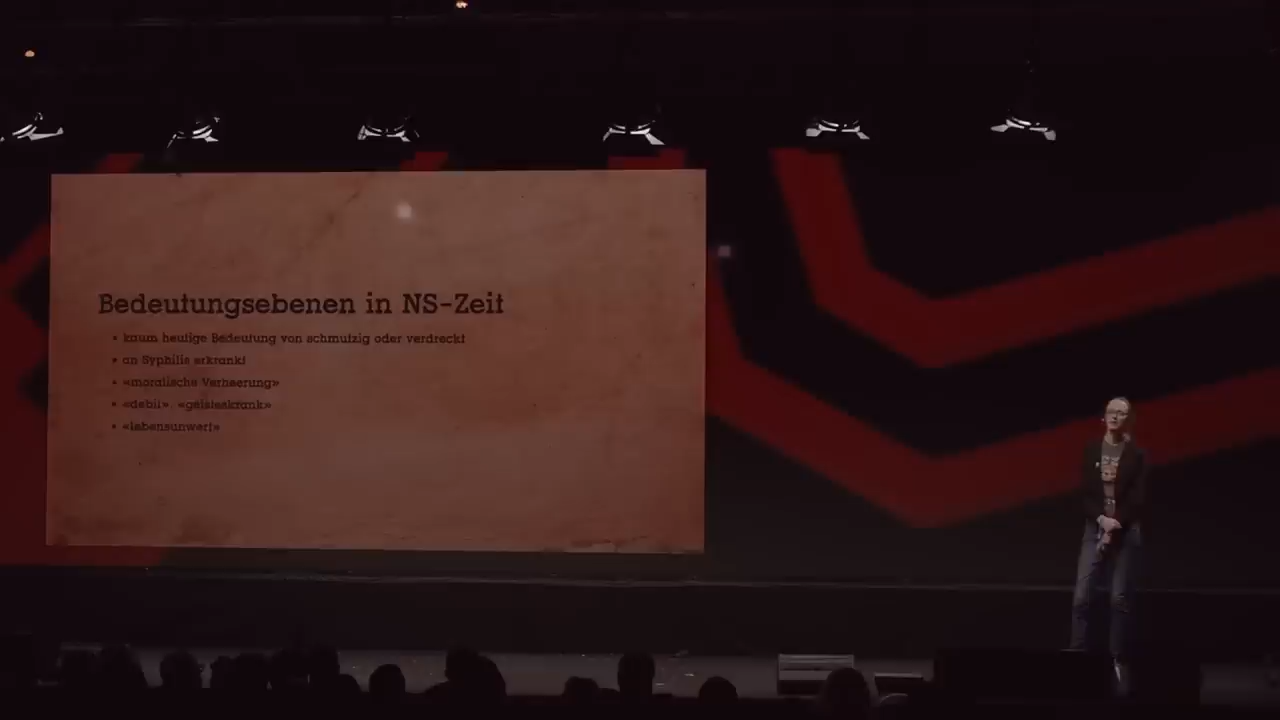 Bedeutungsebenen in NS-Zeit
• kaum heutige Bedeutung von schmutzig oder verdreckt
• an Syphilis erkrankt
• «moralische Verheerung»
• «debil», «geisteskrank»
• «lebensunwert»